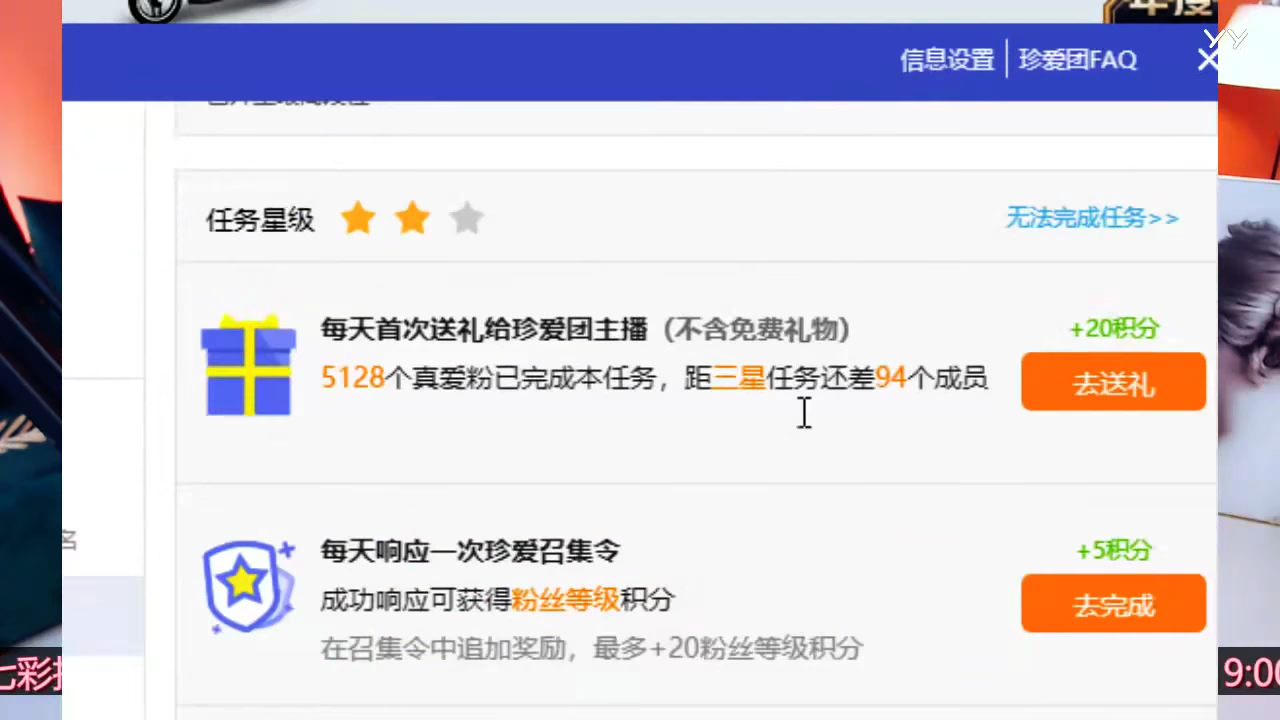 年度
YY
信息设置 珍爱团FAQ
任务星级
无法完成任务>>
每天首次送礼给珍爱团主播（不含免费礼物）
+20积分
5128个真爱粉已完成本任务，距三星任务还差94个成员
去送礼
每天响应一次珍爱召集令
+5积分
成功响应可获得粉丝等级积分
去完成
在召集令中追加奖励，最多+20粉丝等级积分
名
七彩
9:00